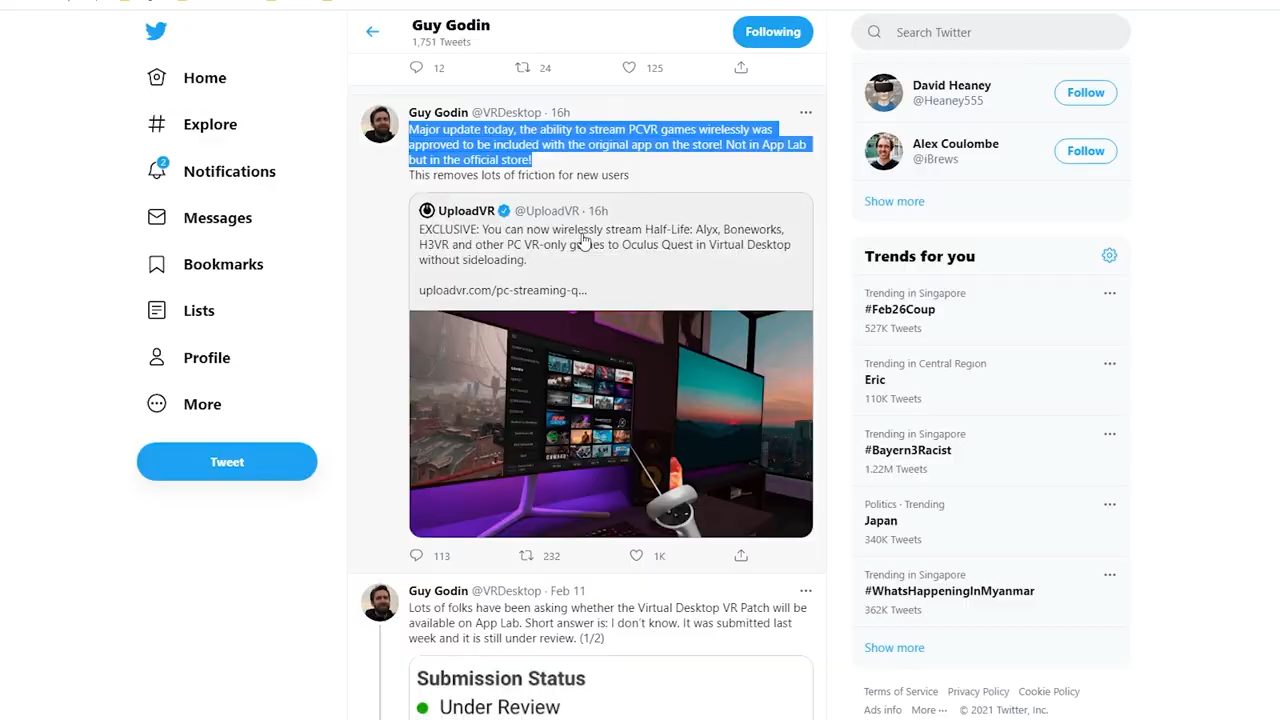 Guy Godin
1,751 Tweets
Following
12 24 125
Guy Godin @VRDesktop · 16h
Major update today, the ability to stream PCVR games wirelessly was
approved to be included with the original app on the store! Not in App Lab
but in the official store!
This removes lots of friction for new users
UploadVR @UploadVR · 16h
EXCLUSIVE: You can now wirelessly stream Half-Life: Alyx, Boneworks,
H3VR and other PC VR-only games to Oculus Quest in Virtual Desktop
without sideloading.
uploadvr.com/pc-streaming-q...
113 232 1K
Guy Godin @VRDesktop · Feb 11
Lots of folks have been asking whether the Virtual Desktop VR Patch will be
available on App Lab. Short answer is: I don't know. It was submitted last
week and it is still under review. (1/2)
Submission Status
Under Review
Home
Explore
2
Notifications
Messages
Bookmarks
Lists
Profile
More
Tweet
Search Twitter
David Heaney
@Heaney555
Follow
Alex Coulombe
@iBrews
Follow
Show more
Trends for you
Trending in Singapore
#Feb26Coup
527K Tweets
Trending in Central Region
Eric
110K Tweets
Trending in Singapore
#Bayern3Racist
1.22M Tweets
Politics · Trending
Japan
340K Tweets
Trending in Singapore
#WhatsHappeningInMyanmar
362K Tweets
Show more
Terms of Service Privacy Policy Cookie Policy
Ads info More ··· © 2021 Twitter, Inc.